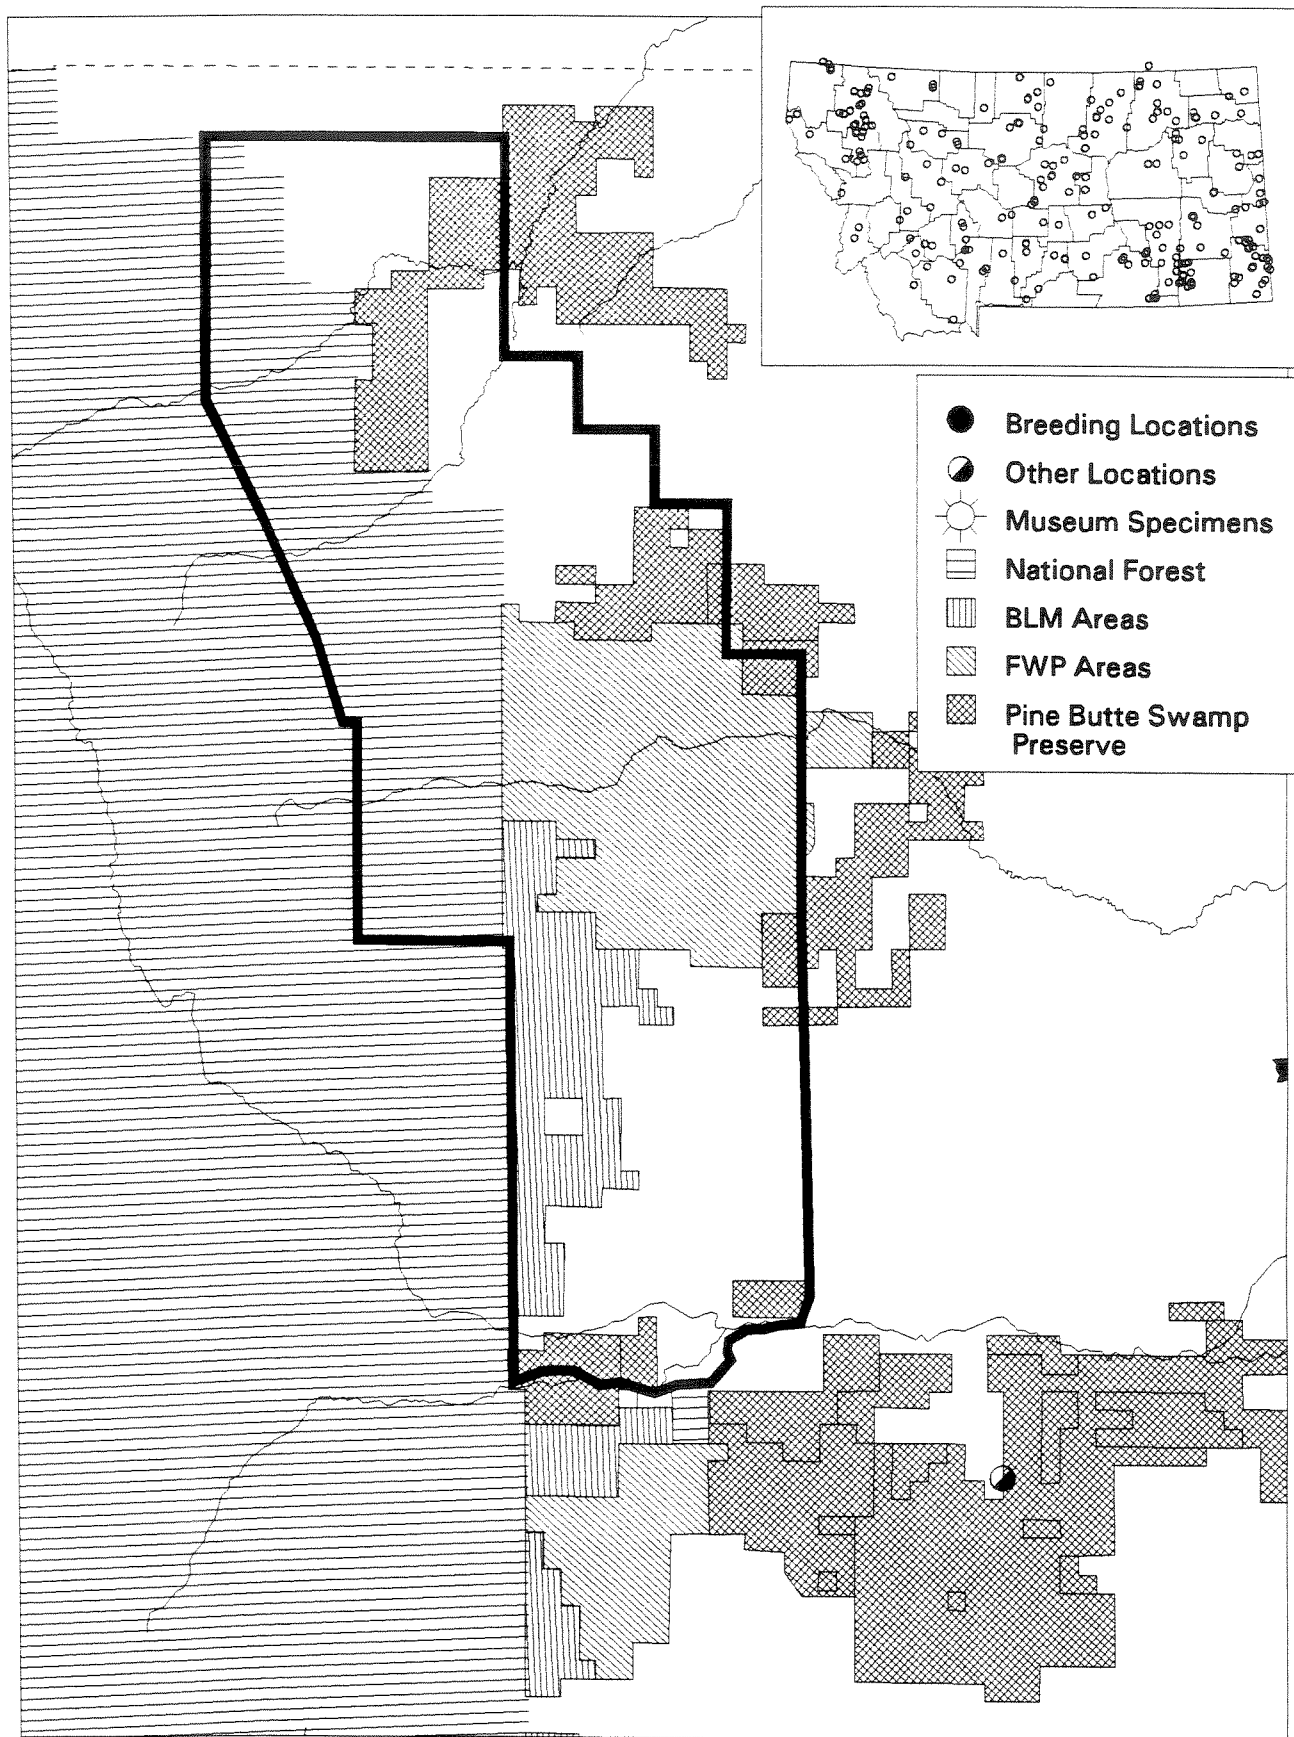 Breeding Locations
Other Locations
Museum Specimens
National Forest
BLM Areas
FWP Areas
Pine Butte Swamp
Preserve